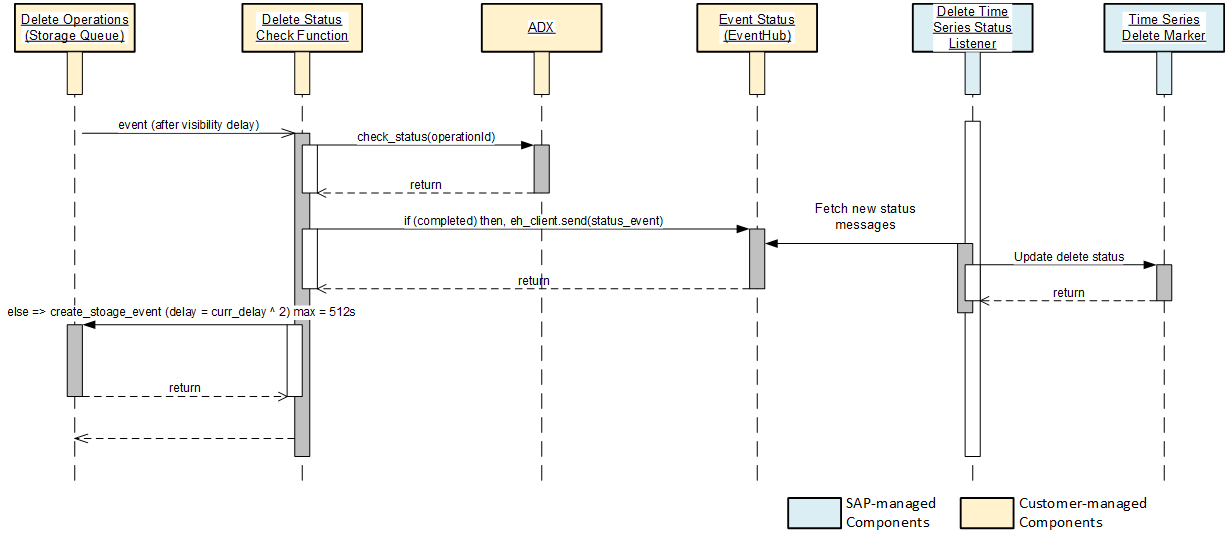 Delete Operations
(Storage Queue)
Delete Status
Check Function
ADX
Event Status
(EventHub)
Delete Time
Series Status
Listener
Time Series
Delete Marker
event (after visibility delay)
check_status(operationId)
return
if (completed) then, eh_client.send(status_event)
Fetch new status
messages
Update delete status
return
return
else => create_stoage_event (delay = curr_delay ^ 2) max = 512s
return
SAP-managed
Components
Customer-managed
Components